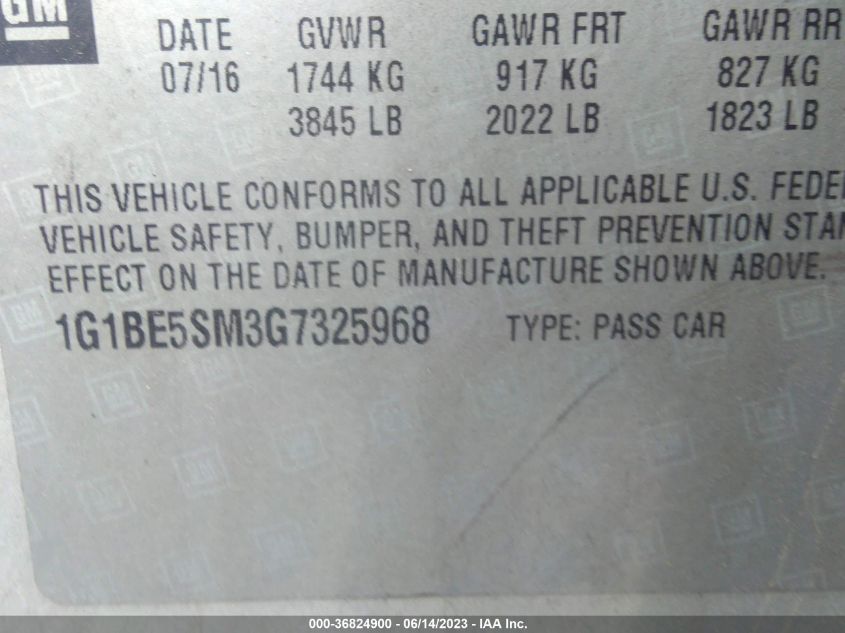 GM
DATE GVWR GAWR FRT GAWR RR
07/16 1744 KG 917 KG 827 KG
3845 LB 2022 LB 1823 LB
THIS VEHICLE CONFORMS TO ALL APPLICABLE U.S. FEDE
VEHICLE SAFETY, BUMPER, AND THEFT PREVENTION STA
EFFECT ON THE DATE OF MANUFACTURE SHOWN ABOVE.
1G1BE5SM3G7325968 TYPE: PASS CAR
000-36824900 - 06/14/2023 - IAA Inc.